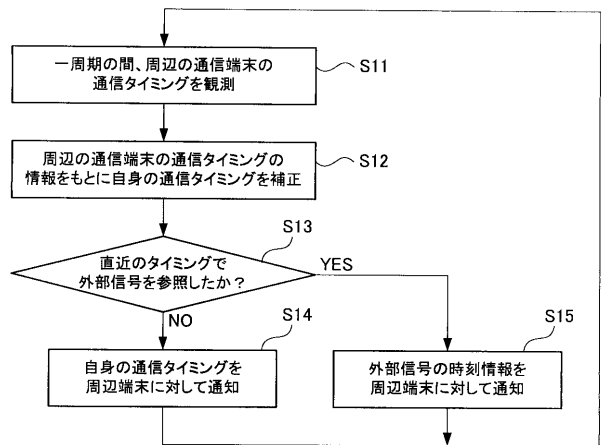 一周期の間、周辺の通信端末の
通信タイミングを観測
S11
周辺の通信端末の通信タイミングの
情報をもとに自身の通信タイミングを補正
S12
S13
直近のタイミングで
外部信号を参照したか?
YES
NO
S14
自身の通信タイミングを
周辺端末に対して通知
S15
外部信号の時刻情報を
周辺端末に対して通知